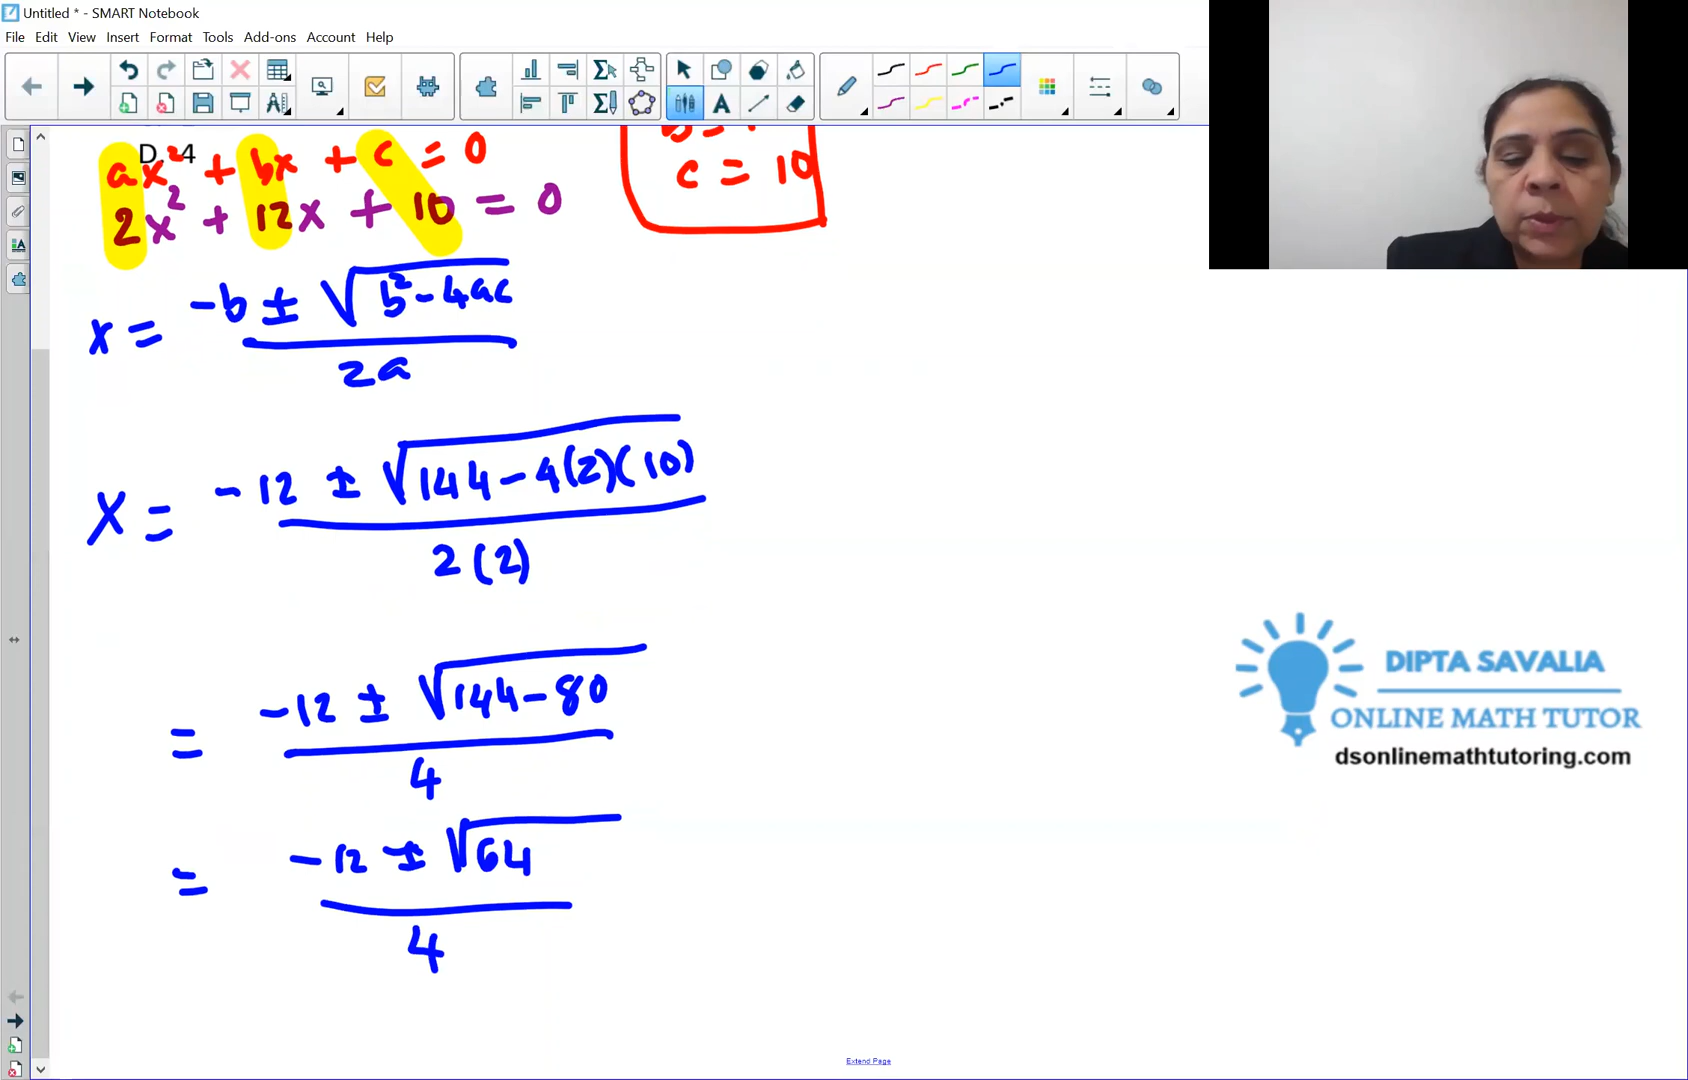 Untitled * - SMART Notebook
File Edit View Insert Format Tools Add-ons Account Help
D. 4
ax² + bx + c = 0
c = 10
2x² + 12x + 10 = 0
x = -b ± √b² - 4ac
2a
X = -12 ± √144 - 4(2)(10)
2(2)
= -12 ± √144 - 80
4
= -12 ± √64
4
DIPTA SAVALIA
ONLINE MATH TUTOR
dsonlinemathtutoring.com
Extend Page